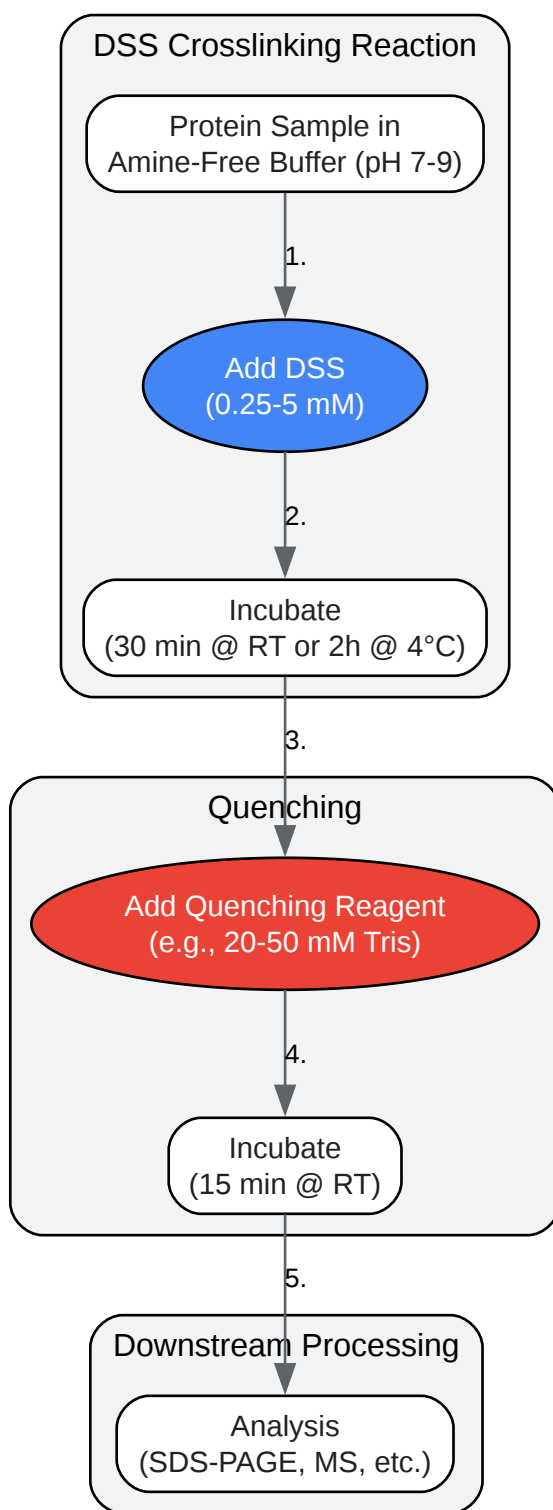 DSS Crosslinking Reaction
Protein Sample in
Amine-Free Buffer (pH 7-9)
1.
Add DSS
(0.25-5 mM)
2.
Incubate
(30 min @ RT or 2h @ 4°C)
3.
Quenching
Add Quenching Reagent
(e.g., 20-50 mM Tris)
4.
Incubate
(15 min @ RT)
5.
Downstream Processing
Analysis
(SDS-PAGE, MS, etc.)